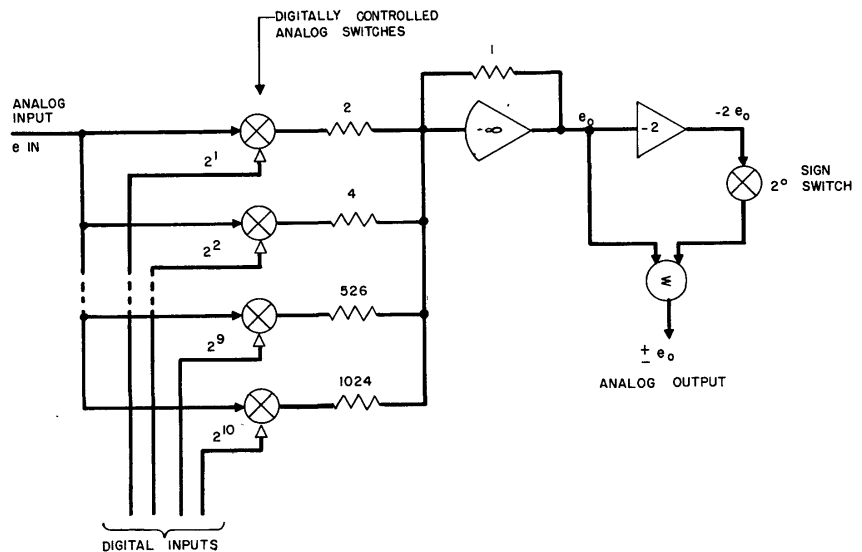 DIGITALLY CONTROLLED
ANALOG SWITCHES
ANALOG
INPUT
e IN
2
1
-∞
e₀
-2
-2 e₀
SIGN
SWITCH
2⁰
2¹
4
2²
526
2⁹
1024
2¹⁰
W
± e₀
ANALOG OUTPUT
DIGITAL INPUTS